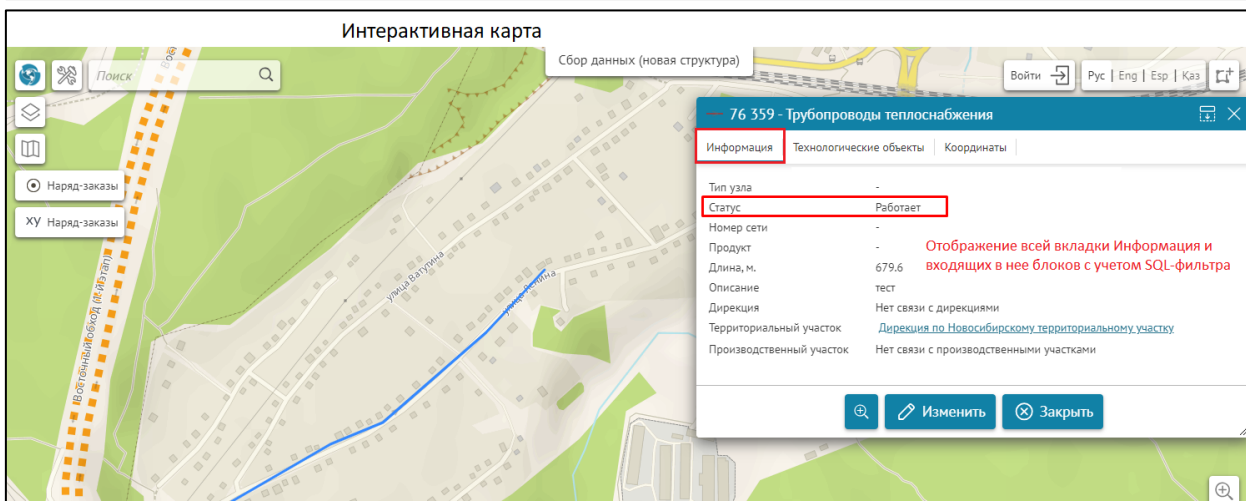 Интерактивная карта
Сбор данных (новая структура)
Поиск
Войти
Рус | Eng | Esp | Қаз
76 359 - Трубопроводы теплоснабжения
Информация
Технологические объекты
Координаты
Наряд-заказы
XY Наряд-заказы
Тип узла -
Статус Работает
Номер сети -
Продукт -
Длина, м. 679.6
Описание тест
Дирекция Нет связи с дирекциями
Территориальный участок Дирекция по Новосибирскому территориальному участку
Производственный участок Нет связи с производственными участками
Отображение всей вкладки Информация и
входящих в нее блоков с учетом SQL-фильтра
Изменить
Закрыть
улица Ватутина
улица Ленина
Восточный обход (II-й этап)